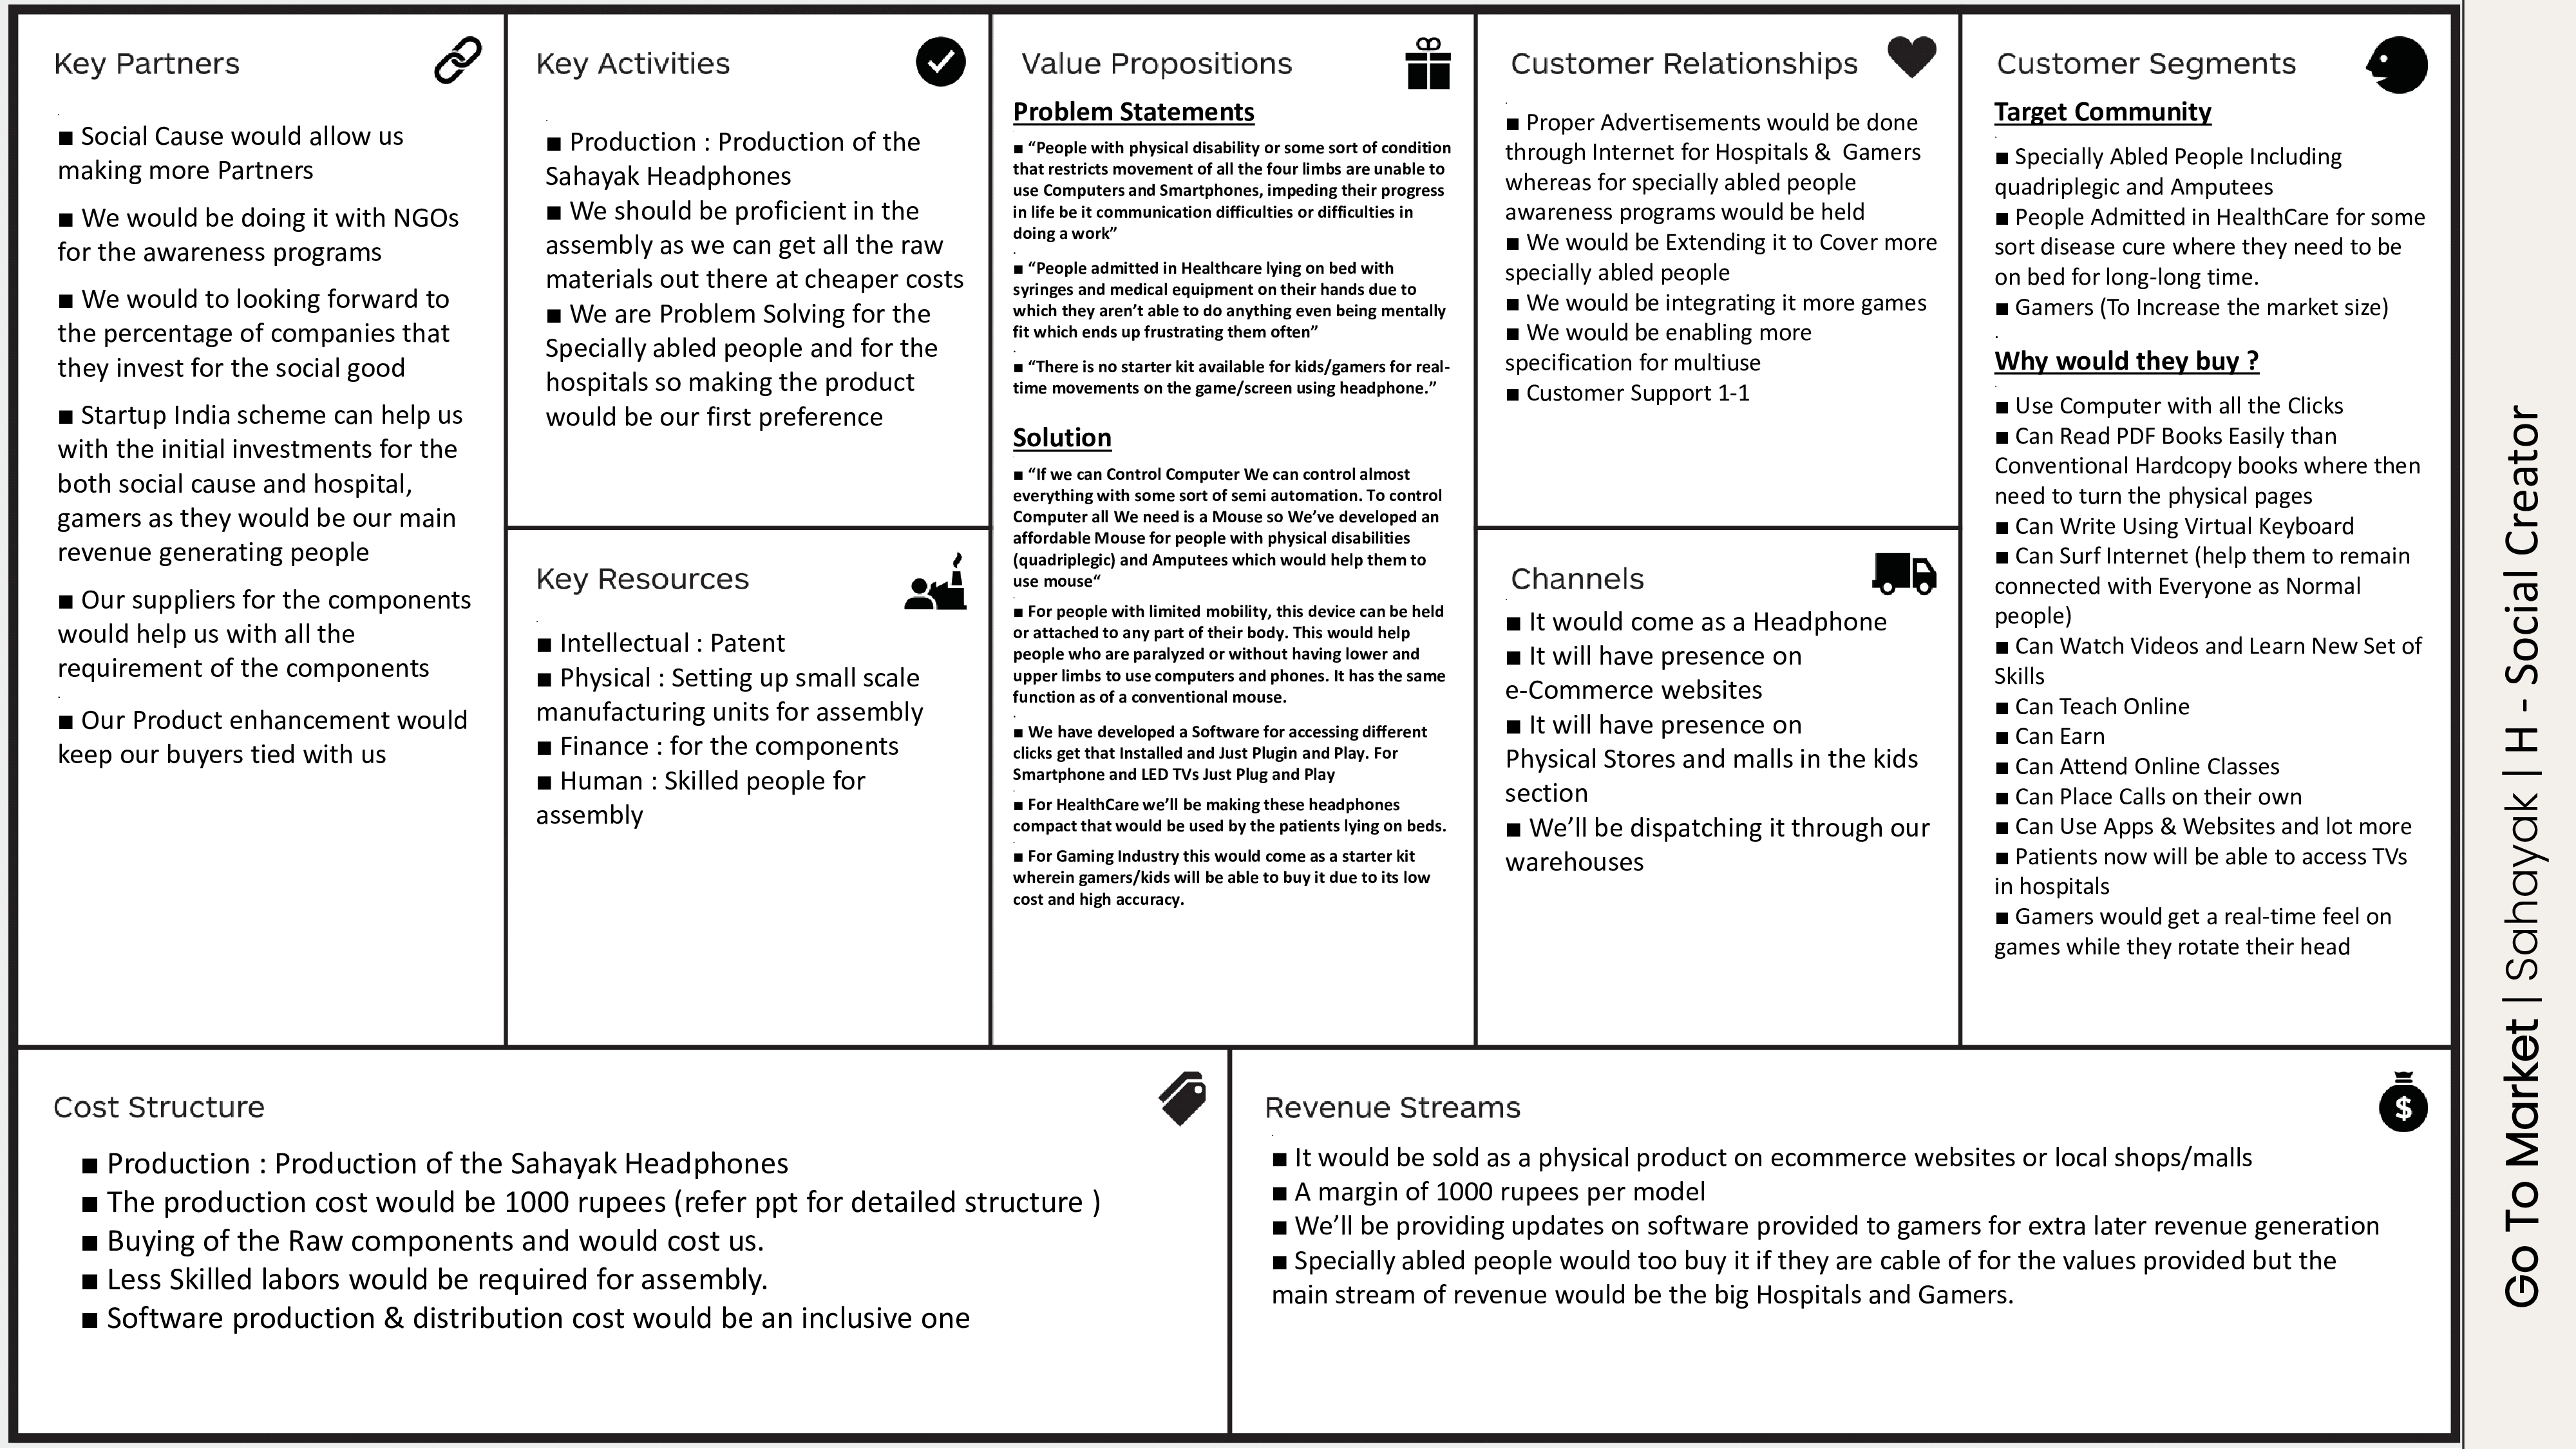 Key Partners
■ Social Cause would allow us
making more Partners
■ We would be doing it with NGOs
for the awareness programs
■ We would to looking forward to
the percentage of companies that
they invest for the social good
■ Startup India scheme can help us
with the initial investments for the
both social cause and hospital,
gamers as they would be our main
revenue generating people
■ Our suppliers for the components
would help us with all the
requirement of the components
■ Our Product enhancement would
keep our buyers tied with us
Key Activities
■ Production : Production of the
Sahayak Headphones
■ We should be proficient in the
assembly as we can get all the raw
materials out there at cheaper costs
■ We are Problem Solving for the
Specially abled people and for the
hospitals so making the product
would be our first preference
Key Resources
■ Intellectual : Patent
■ Physical : Setting up small scale
manufacturing units for assembly
■ Finance : for the components
■ Human : Skilled people for
assembly
Value Propositions
Problem Statements
■ “People with physical disability or some sort of condition
that restricts movement of all the four limbs are unable to
use Computers and Smartphones, impeding their progress
in life be it communication difficulties or difficulties in
doing a work”
■ “People admitted in Healthcare lying on bed with
syringes and medical equipment on their hands due to
which they aren’t able to do anything even being mentally
fit which ends up frustrating them often”
■ “There is no starter kit available for kids/gamers for real-
time movements on the game/screen using headphone.”
Solution
■ “If we can Control Computer We can control almost
everything with some sort of semi automation. To control
Computer all We need is a Mouse so We’ve developed an
affordable Mouse for people with physical disabilities
(quadriplegic) and Amputees which would help them to
use mouse“
■ For people with limited mobility, this device can be held
or attached to any part of their body. This would help
people who are paralyzed or without having lower and
upper limbs to use computers and phones. It has the same
function as of a conventional mouse.
■ We have developed a Software for accessing different
clicks get that Installed and Just Plugin and Play. For
Smartphone and LED TVs Just Plug and Play
■ For HealthCare we’ll be making these headphones
compact that would be used by the patients lying on beds.
■ For Gaming Industry this would come as a starter kit
wherein gamers/kids will be able to buy it due to its low
cost and high accuracy.
Customer Relationships
■ Proper Advertisements would be done
through Internet for Hospitals &  Gamers
whereas for specially abled people
awareness programs would be held
■ We would be Extending it to Cover more
specially abled people
■ We would be integrating it more games
■ We would be enabling more
specification for multiuse
■ Customer Support 1-1
Channels
■ It would come as a Headphone
■ It will have presence on
e-Commerce websites
■ It will have presence on
Physical Stores and malls in the kids
section
■ We’ll be dispatching it through our
warehouses
Customer Segments
Target Community
■ Specially Abled People Including
quadriplegic and Amputees
■ People Admitted in HealthCare for some
sort disease cure where they need to be
on bed for long-long time.
■ Gamers (To Increase the market size)
Why would they buy ?
■ Use Computer with all the Clicks
■ Can Read PDF Books Easily than
Conventional Hardcopy books where then
need to turn the physical pages
■ Can Write Using Virtual Keyboard
■ Can Surf Internet (help them to remain
connected with Everyone as Normal
people)
■ Can Watch Videos and Learn New Set of
Skills
■ Can Teach Online
■ Can Earn
■ Can Attend Online Classes
■ Can Place Calls on their own
■ Can Use Apps & Websites and lot more
■ Patients now will be able to access TVs
in hospitals
■ Gamers would get a real-time feel on
games while they rotate their head
Cost Structure
■ Production : Production of the Sahayak Headphones
■ The production cost would be 1000 rupees (refer ppt for detailed structure )
■ Buying of the Raw components and would cost us.
■ Less Skilled labors would be required for assembly.
■ Software production & distribution cost would be an inclusive one
Revenue Streams
$
■ It would be sold as a physical product on ecommerce websites or local shops/malls
■ A margin of 1000 rupees per model
■ We’ll be providing updates on software provided to gamers for extra later revenue generation
■ Specially abled people would too buy it if they are cable of for the values provided but the
main stream of revenue would be the big Hospitals and Gamers.
Go To Market | Sahayak | H - Social Creator